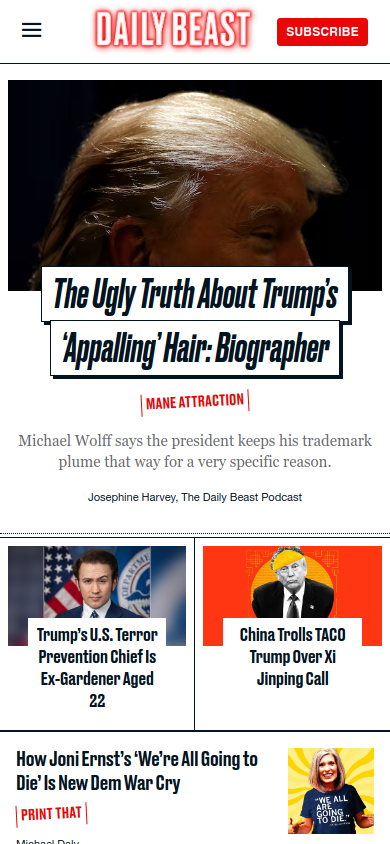 DAILY BEAST
SUBSCRIBE
The Ugly Truth About Trump's
'Appalling' Hair: Biographer
MANE ATTRACTION
Michael Wolff says the president keeps his trademark
plume that way for a very specific reason.
Josephine Harvey, The Daily Beast Podcast
DEPARTMEN
Trump's U.S. Terror
Prevention Chief Is
Ex-Gardener Aged
22
China Trolls TACO
Trump Over Xi
Jinping Call
How Joni Ernst's 'We're All Going to
Die' Is New Dem War Cry
PRINT THAT
"WE ALL
ARE
GOING
TO DIE."
Michael Daly